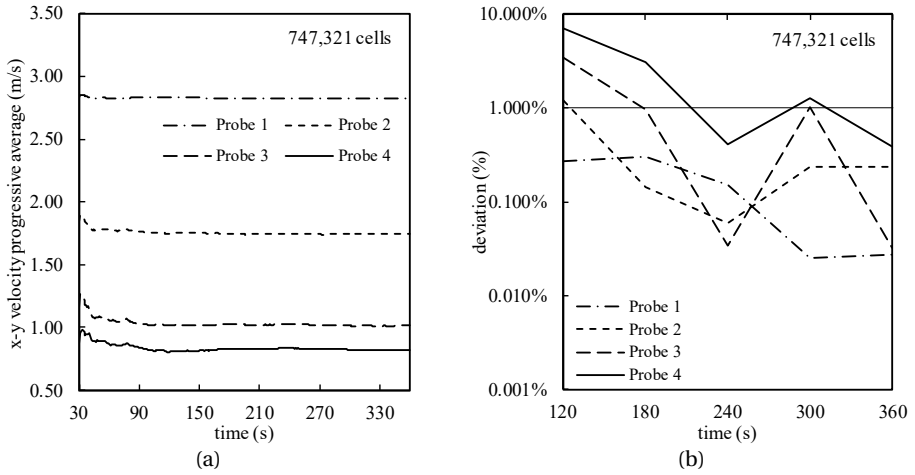 3.50
3.00
2.50
2.00
1.50
1.00
0.50
x-y velocity progressive average (m/s)
747,321 cells
Probe 1
Probe 2
Probe 3
Probe 4
30
90
150
210
270
330
time (s)
(a)
10.000%
1.000%
0.100%
0.010%
0.001%
deviation (%)
747,321 cells
Probe 1
Probe 2
Probe 3
Probe 4
120
180
240
300
360
time (s)
(b)